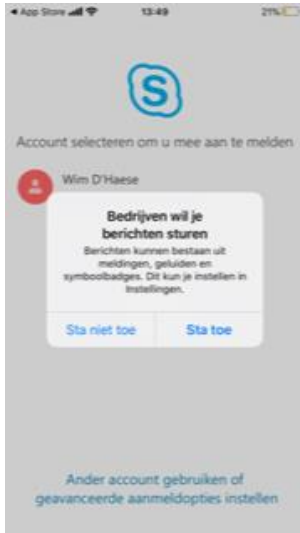 App Store 13:49 21%
S
Account selecteren om u mee aan te melden
Wim D'Haese
Bedrijven wil je
berichten sturen
Berichten kunnen bestaan uit
meldingen, geluiden en
symboolbadges. Dit kun je instellen in
Instellingen.
Sta niet toe Sta toe
Ander account gebruiken of
geavanceerde aanmeldopties instellen